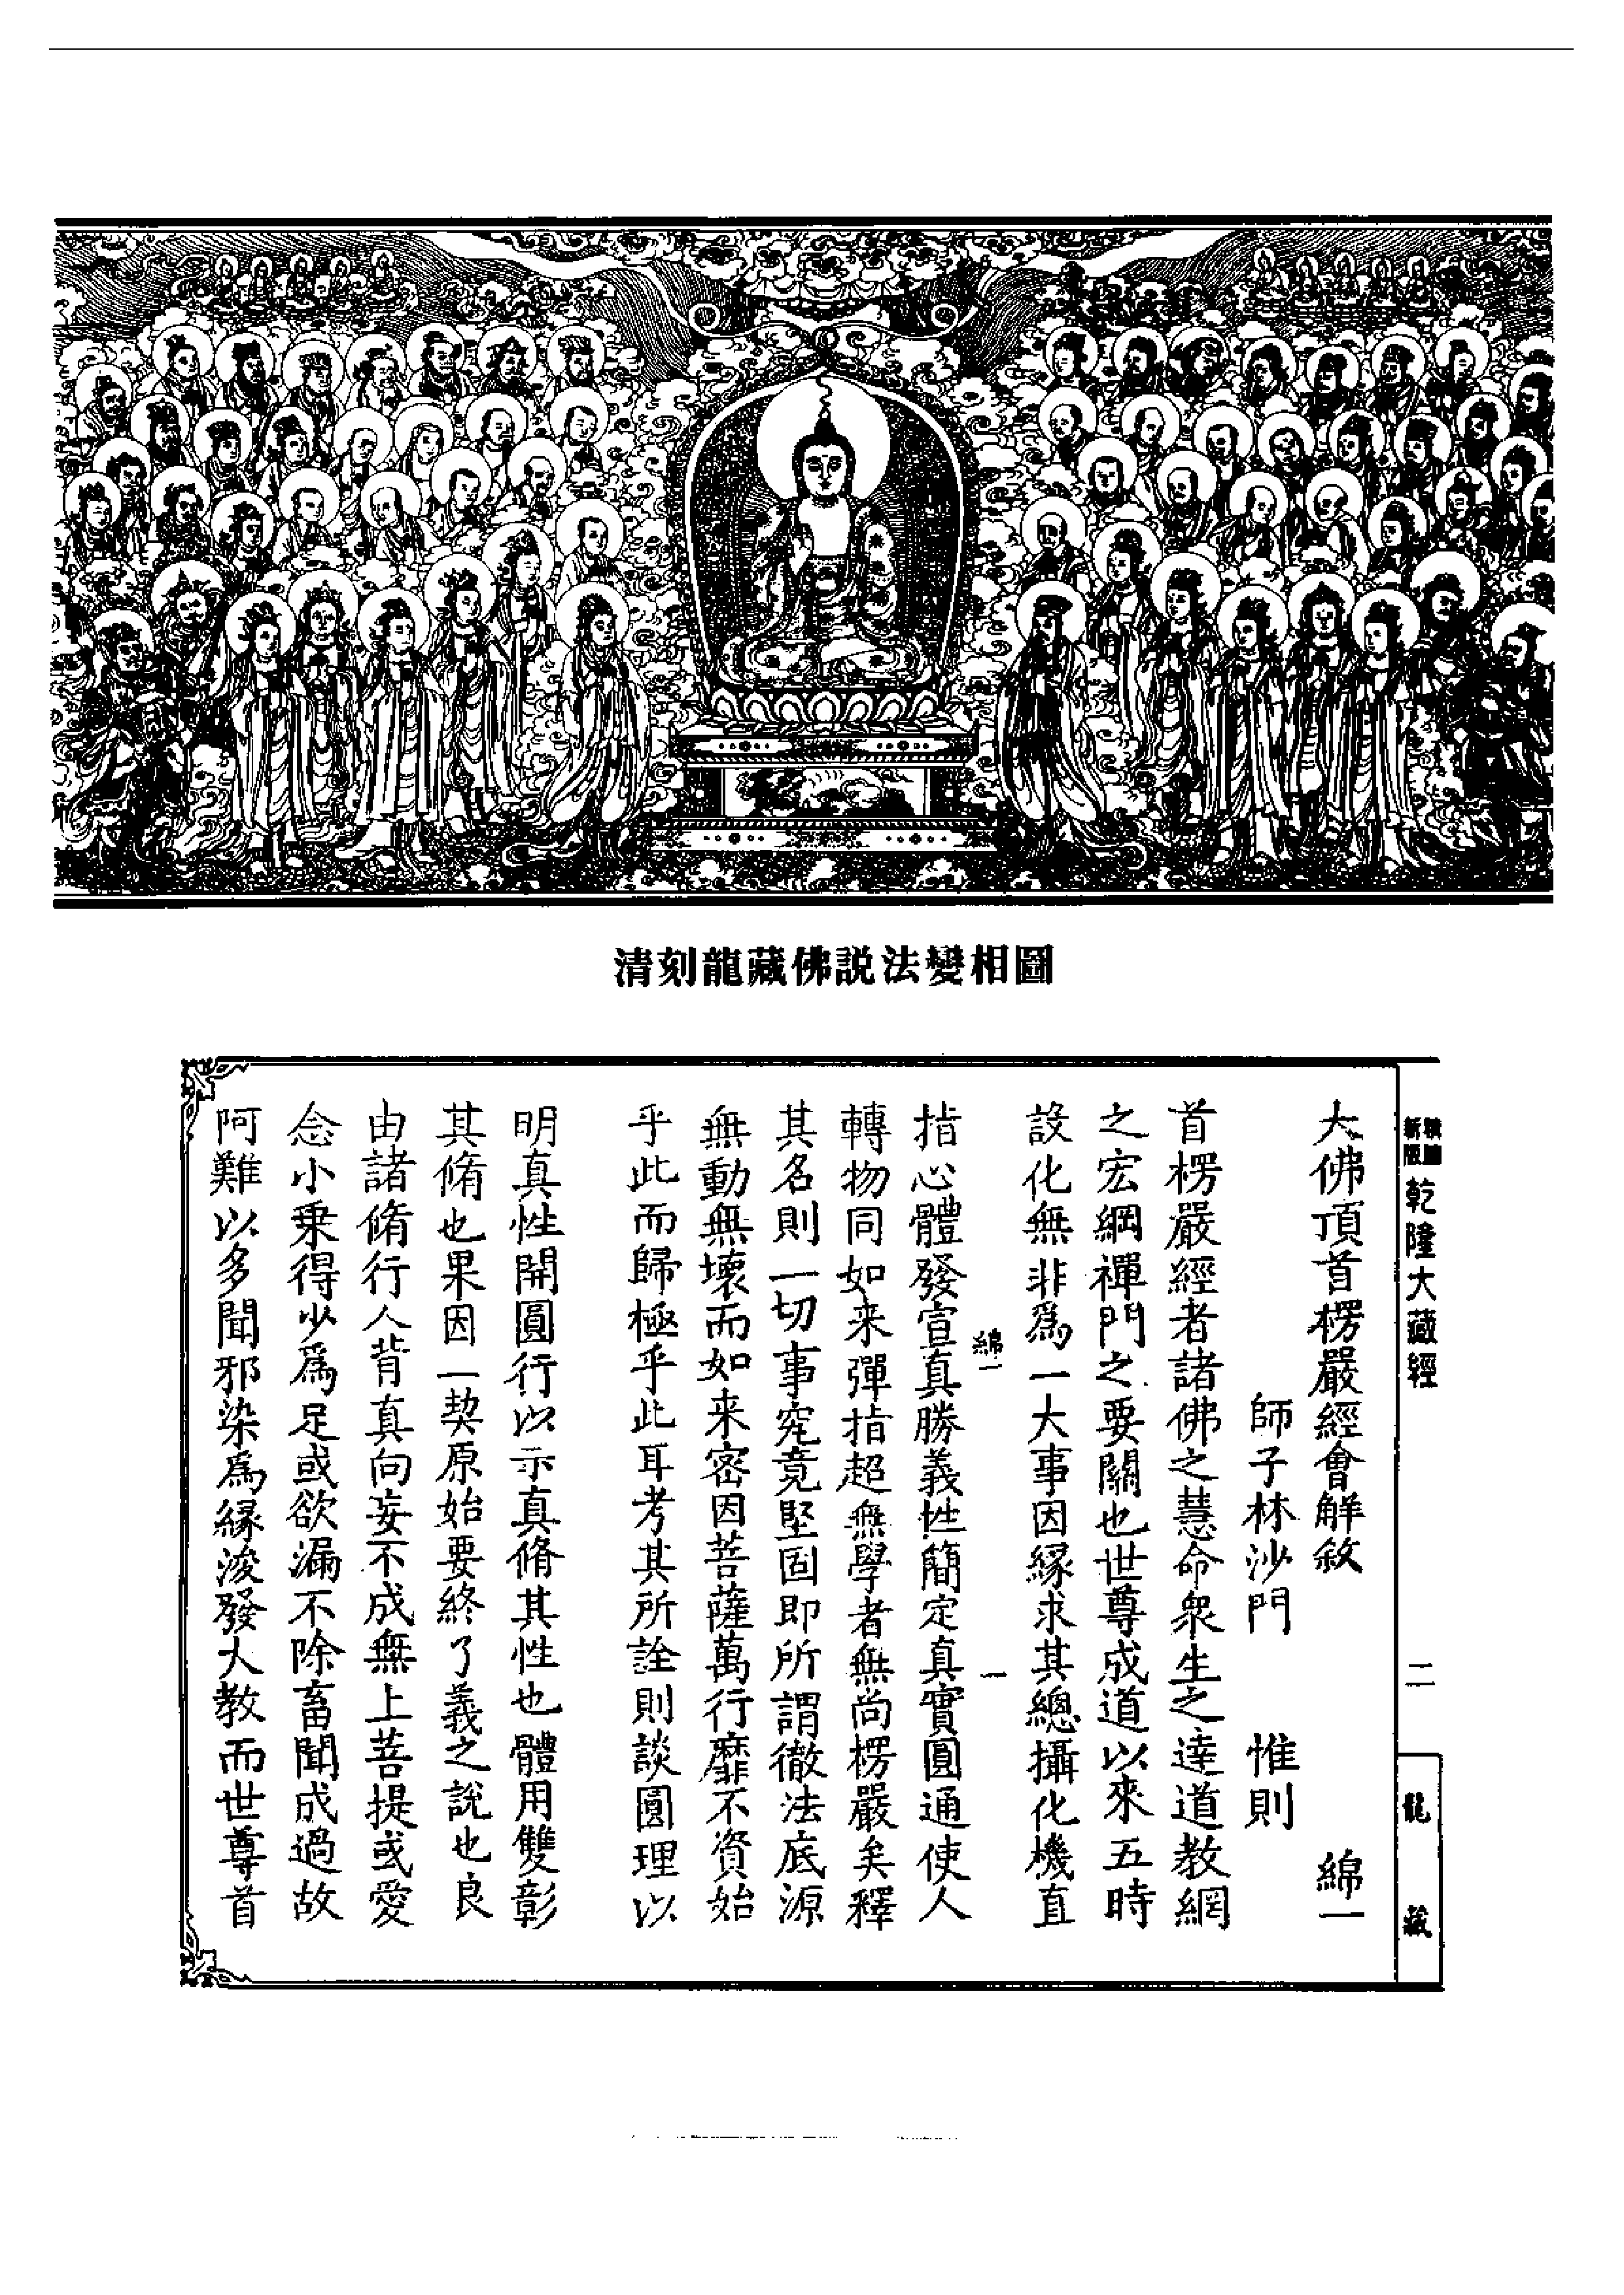 清刻龍藏佛説法變相圖
新版
乾隆大藏經
二
龍藏
大佛頂首楞嚴經會解敘 綿一
師子林沙門 惟則
首楞嚴經者諸佛之慧命衆生之達道教網
之宏綱禪門之要關也世尊成道以來五時
設化無非爲一大事因緣求其總攝化機直
綿一 一
指心體發宣真勝義性簡定真實圓通使人
轉物同如来彈指超無學者無尚楞嚴矣釋
其名則一切事究竟堅固即所謂徹法底源
無動無壞而如来密因菩薩萬行靡不資始
乎此而歸極乎此耳考其所詮則談圓理以
明真性開圓行以示真脩其性也體用雙彰
其脩也果因一契原始要終了義之說也良
由諸脩行人背真向妄不成無上菩提或愛
念小乗得少爲足或欲漏不除畜聞成過故
阿難以多聞邪染爲緣浚發大教而世尊首